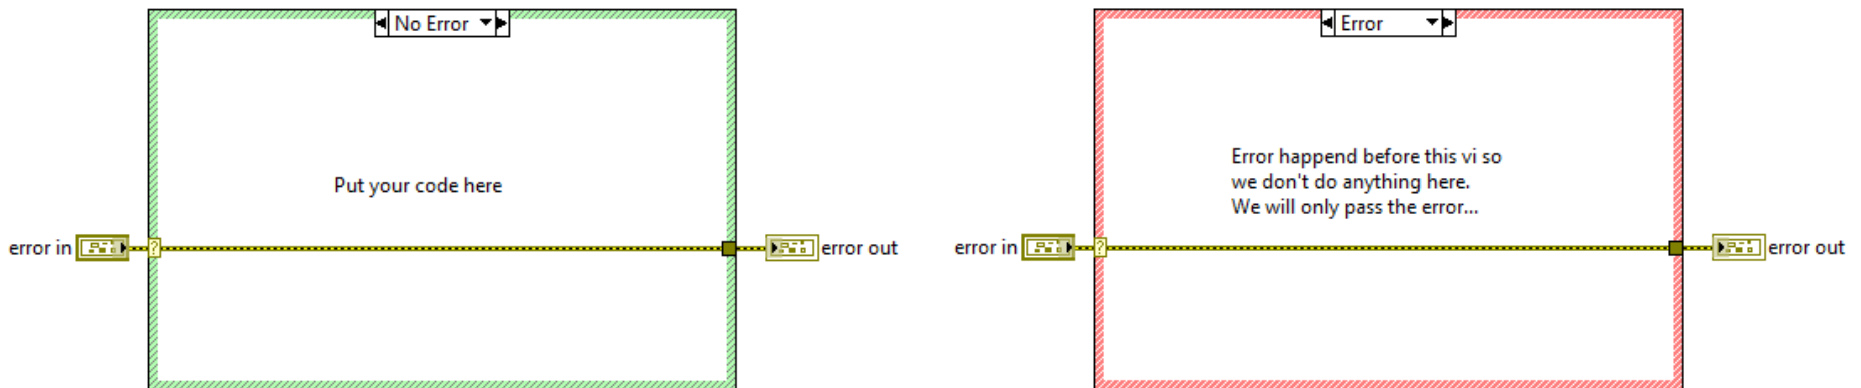 No Error
Put your code here
error in
?
error out
Error
Error happend before this vi so
we don't do anything here.
We will only pass the error...
error in
?
error out